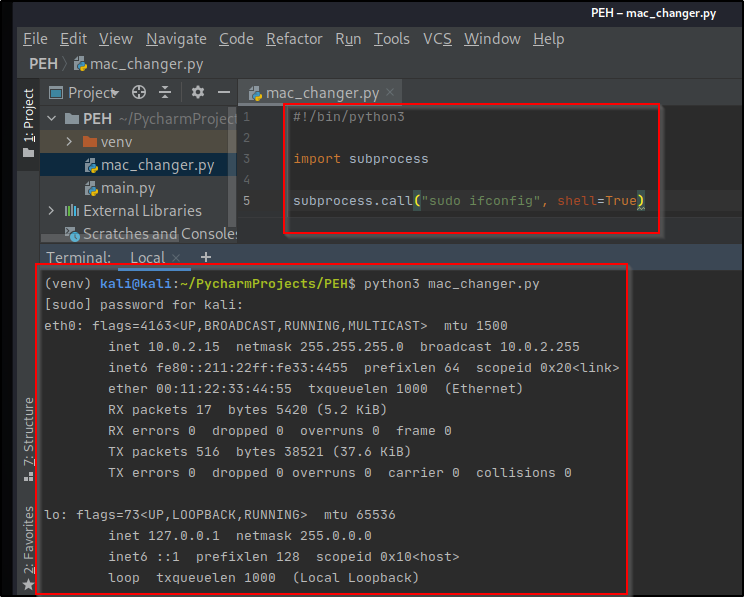 PEH – mac_changer.py
File Edit View Navigate Code Refactor Run Tools VCS Window Help
PEH mac_changer.py
1: Project
Project
mac_changer.py
PEH ~/PycharmProject
venv
mac_changer.py
main.py
External Libraries
Scratches and Console
1 #!/bin/python3
2
3 import subprocess
4
5 subprocess.call("sudo ifconfig", shell=True)
Terminal: Local +
(venv) kali@kali:~/PycharmProjects/PEH$ python3 mac_changer.py
[sudo] password for kali:
eth0: flags=4163<UP,BROADCAST,RUNNING,MULTICAST> mtu 1500
inet 10.0.2.15 netmask 255.255.255.0 broadcast 10.0.2.255
inet6 fe80::211:22ff:fe33:4455 prefixlen 64 scopeid 0x20<link>
ether 00:11:22:33:44:55 txqueuelen 1000 (Ethernet)
RX packets 17 bytes 5420 (5.2 KiB)
RX errors 0 dropped 0 overruns 0 frame 0
TX packets 516 bytes 38521 (37.6 KiB)
TX errors 0 dropped 0 overruns 0 carrier 0 collisions 0
lo: flags=73<UP,LOOPBACK,RUNNING> mtu 65536
inet 127.0.0.1 netmask 255.0.0.0
inet6 ::1 prefixlen 128 scopeid 0x10<host>
loop txqueuelen 1000 (Local Loopback)
7: Structure
2: Favorites